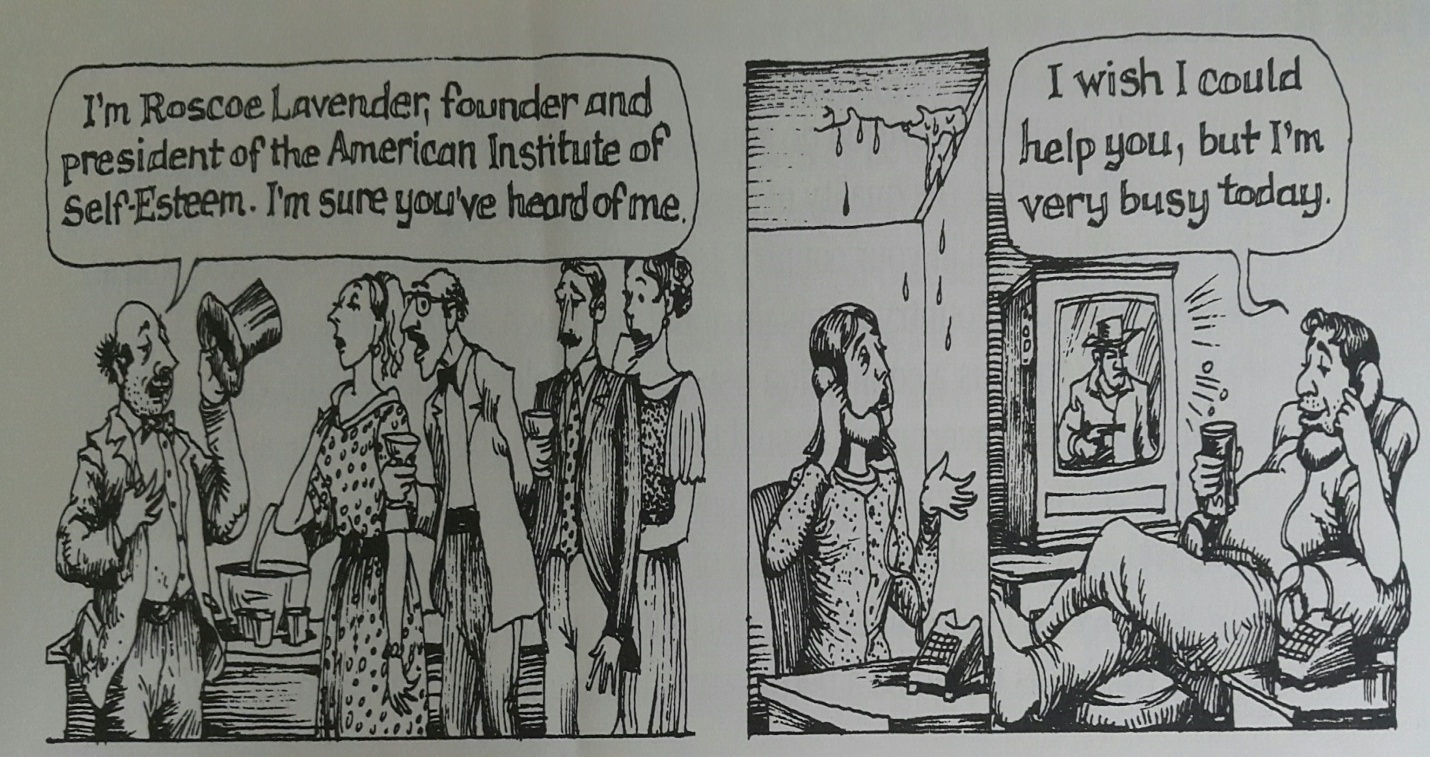 I'm Roscoe Lavender, founder and
president of the American Institute of
Self-Esteem. I'm sure you've heard of me.
I wish I could
help you, but I'm
very busy today.